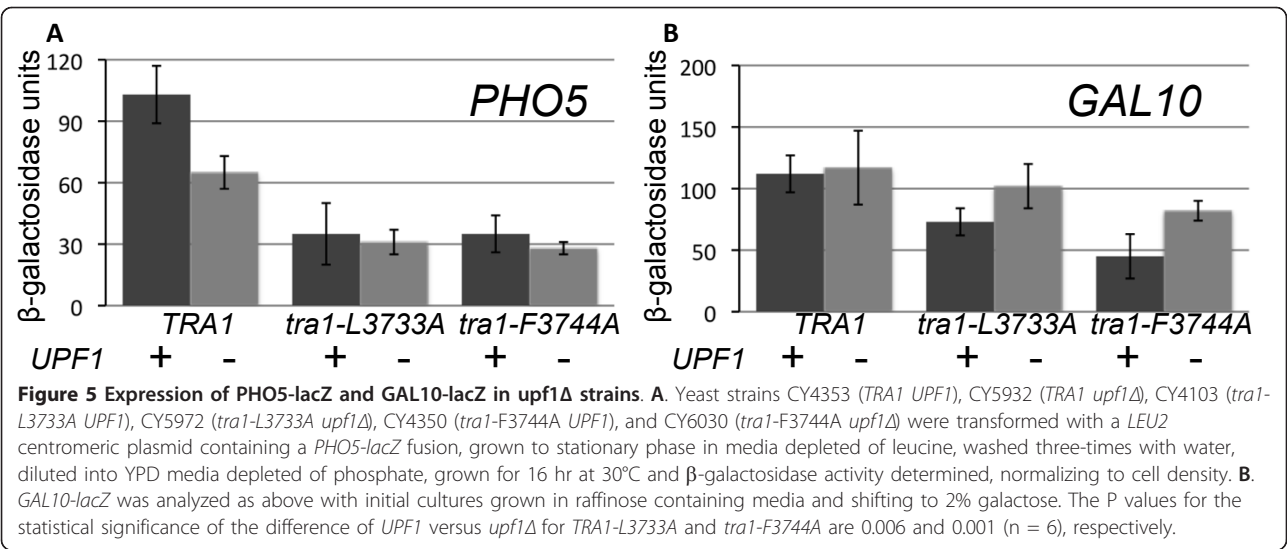 A
B
β-galactosidase units
120
90
60
30
0
PHO5
TRA1 tra1-L3733A tra1-F3744A
UPF1 + - + - + -
β-galactosidase units
200
150
100
50
0
GAL10
TRA1 tra1-L3733A tra1-F3744A
UPF1 + - + - + -
Figure 5 Expression of PHO5-lacZ and GAL10-lacZ in upf1Δ strains. A. Yeast strains CY4353 (TRA1 UPF1), CY5932 (TRA1 upf1Δ), CY4103 (tra1-
L3733A UPF1), CY5972 (tra1-L3733A upf1Δ), CY4350 (tra1-F3744A UPF1), and CY6030 (tra1-F3744A upf1Δ) were transformed with a LEU2
centromeric plasmid containing a PHO5-lacZ fusion, grown to stationary phase in media depleted of leucine, washed three-times with water,
diluted into YPD media depleted of phosphate, grown for 16 hr at 30°C and β-galactosidase activity determined, normalizing to cell density. B.
GAL10-lacZ was analyzed as above with initial cultures grown in raffinose containing media and shifting to 2% galactose. The P values for the
statistical significance of the difference of UPF1 versus upf1Δ for TRA1-L3733A and tra1-F3744A are 0.006 and 0.001 (n = 6), respectively.